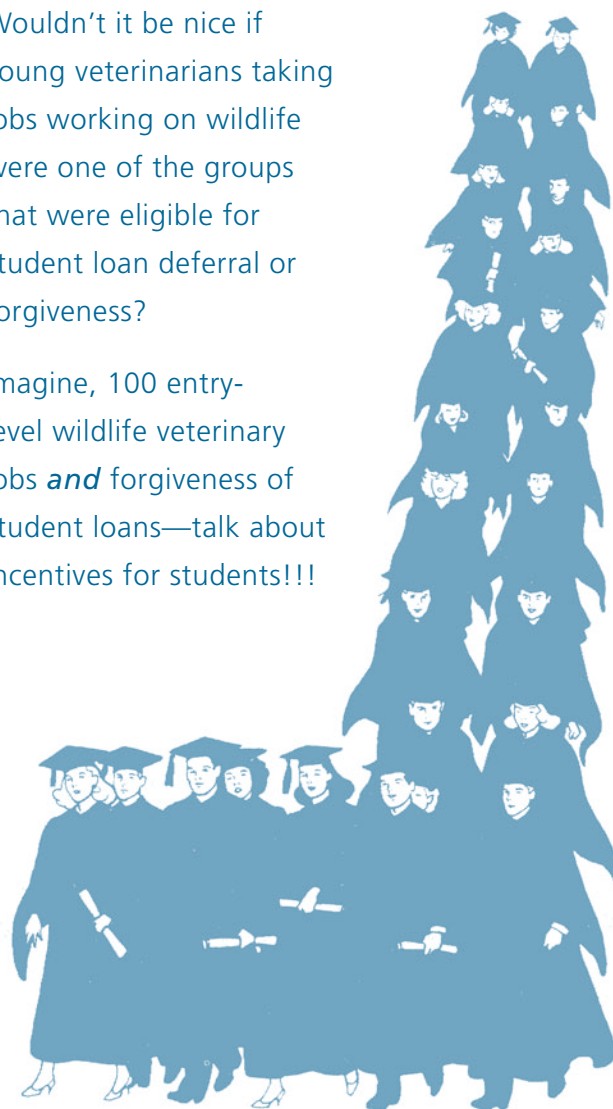 Wouldn't it be nice if
oung veterinarians taking
obs working on wildlife
were one of the groups
hat were eligible for
tudent loan deferral or
orgiveness?
magine, 100 entry-
evel wildlife veterinary
obs and forgiveness of
tudent loans—talk about
ncentives for students!!!